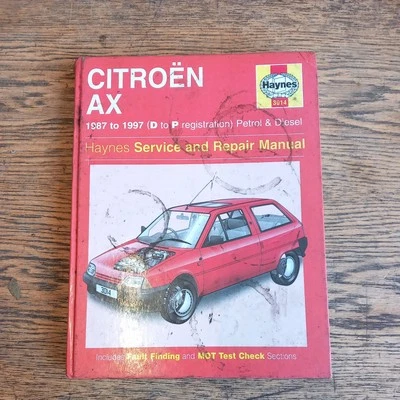 CITROËN
AX
Haynes
3014
1987 to 1997 (D to P registration) Petrol & Diesel
Haynes Service and Repair Manual
3014
Includes Fault Finding and MOT Test Check Sections